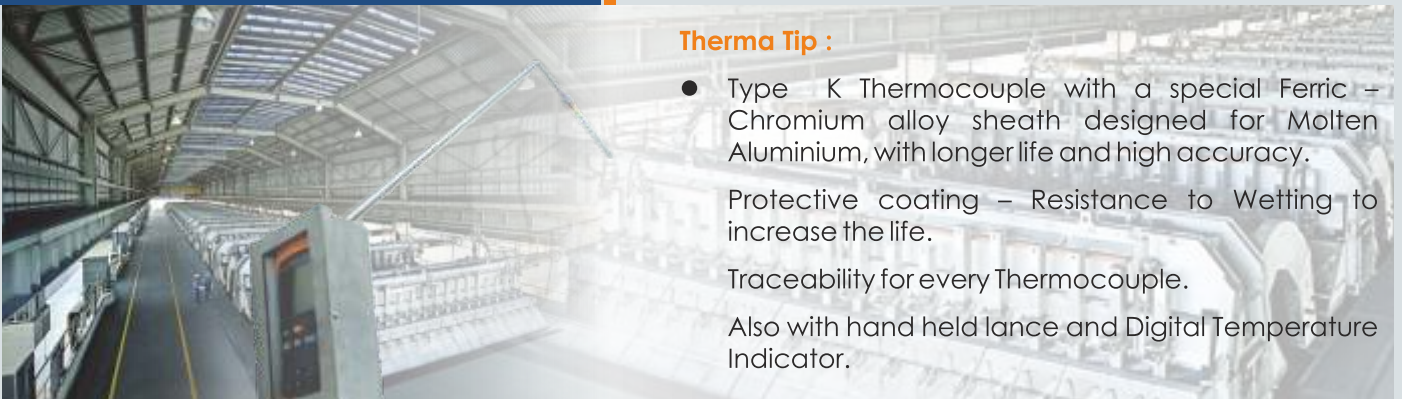 Therma Tip :
● Type K Thermocouple with a special Ferric –
Chromium alloy sheath designed for Molten
Aluminium, with longer life and high accuracy.
Protective coating – Resistance to Wetting to
increase the life.
Traceability for every Thermocouple.
Also with hand held lance and Digital Temperature
Indicator.